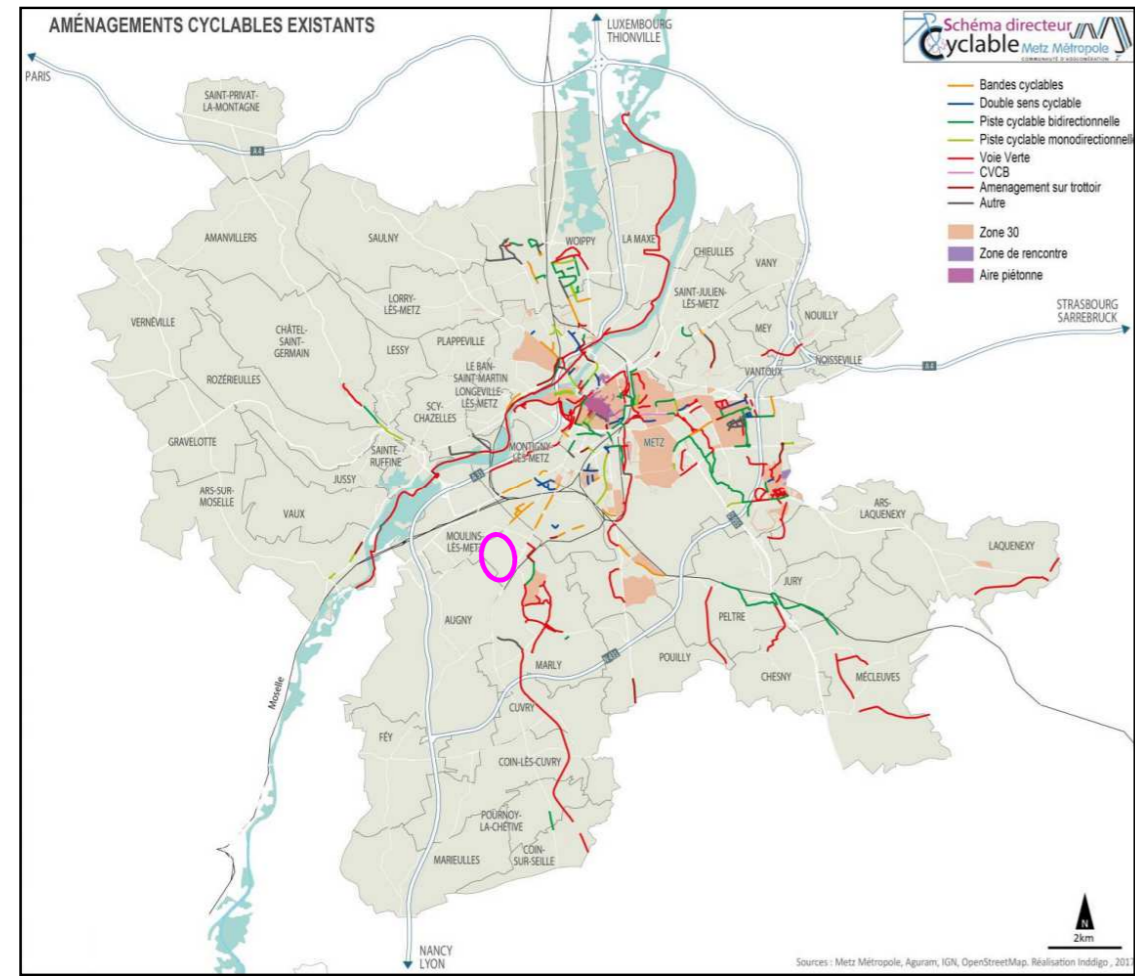 AMÉNAGEMENTS CYCLABLES EXISTANTS
LUXEMBOURG
THIONVILLE
Schéma directeur
Cyclable Metz Métropole
COMMUNAUTÉ D'AGGLOMÉRATION
PARIS
Bandes cyclables
Double sens cyclable
Piste cyclable bidirectionnelle
Piste cyclable monodirectionnelle
Voie Verte
CVCB
Amenagement sur trottoir
Autre
Zone 30
Zone de rencontre
Aire piétonne
SAINT-PRIVAT-
LA-MONTAGNE
A4
AMANVILLERS
SAULNY
WOIPPY
LA MAXE
CHIEULLES
VANY
SAINT-JULIEN-
LÈS-METZ
LORRY-
LÈS-METZ
STRASBOURG
SARREBRUCK
VERNÉVILLE
CHÂTEL-
SAINT-
GERMAIN
LESSY
PLAPPEVILLE
MEY
NOUILLY
NOISSEVILLE
A4
VANTOUX
LE BAN-
SAINT-MARTIN
LONGEVILLE-
LÈS-METZ
ROZÉRIEULLES
SCY-
CHAZELLES
GRAVELOTTE
SAINTE-
RUFFINE
MONTIGNY-
LÈS-METZ
METZ
JUSSY
ARS-SUR-
MOSELLE
VAUX
ARS-
LAQUENEXY
LAQUENEXY
MOULINS-
LÈS-METZ
JURY
AUGNY
PELTRE
MARLY
POUILLY
CHESNY
MÉCLEUVES
Moselle
CUVRY
FÉY
COIN-LÈS-CUVRY
POURNOY-
LA-CHÉTIVE
COIN-
SUR-SEILLE
MARIEULLES
N
2km
NANCY
LYON
Sources : Metz Métropole, Aguram, IGN, OpenStreetMap. Réalisation Inddigo , 2017